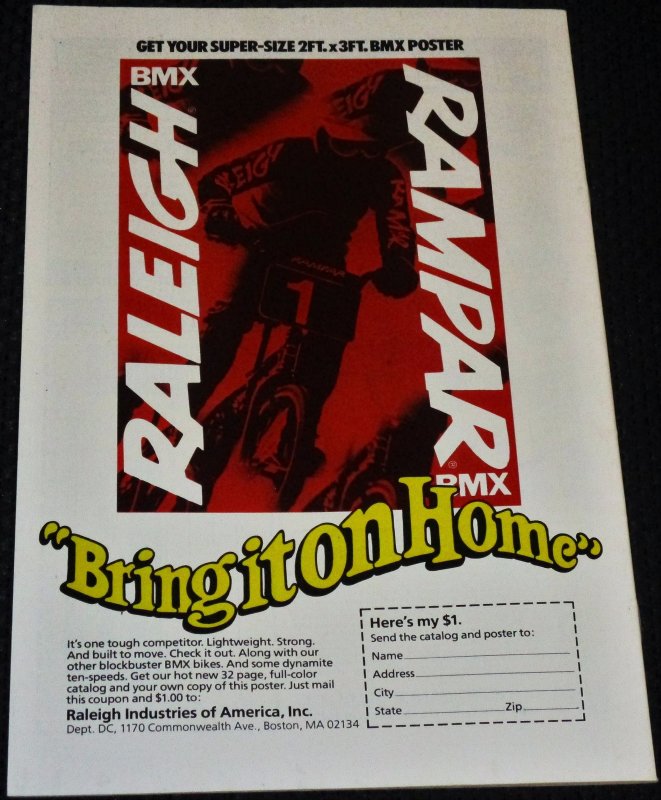 GET YOUR SUPER-SIZE 2FT. x 3FT. BMX POSTER
BMX
RALEIGH
RAMPAR
BMX
RAMPAR
1
"Bring it on Home"
It's one tough competitor. Lightweight. Strong.
And built to move. Check it out. Along with our
other blockbuster BMX bikes. And some dynamite
ten-speeds. Get our hot new 32 page, full-color
catalog and your own copy of this poster. Just mail
this coupon and $1.00 to:
Raleigh Industries of America, Inc.
Dept. DC, 1170 Commonwealth Ave., Boston, MA 02134
Here's my $1.
Send the catalog and poster to:
Name
Address
City
State Zip